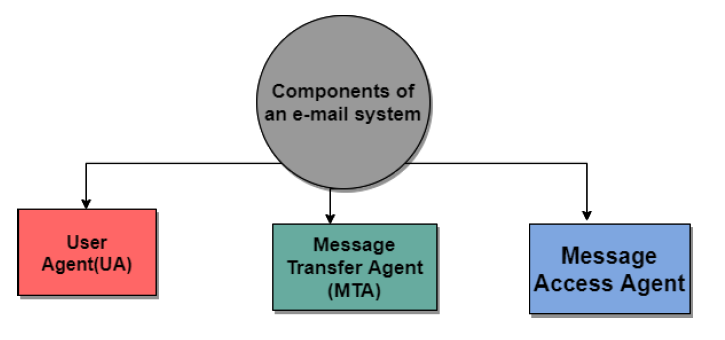 Components of
an e-mail system
User
Agent(UA)
Message
Transfer Agent
(MTA)
Message
Access Agent